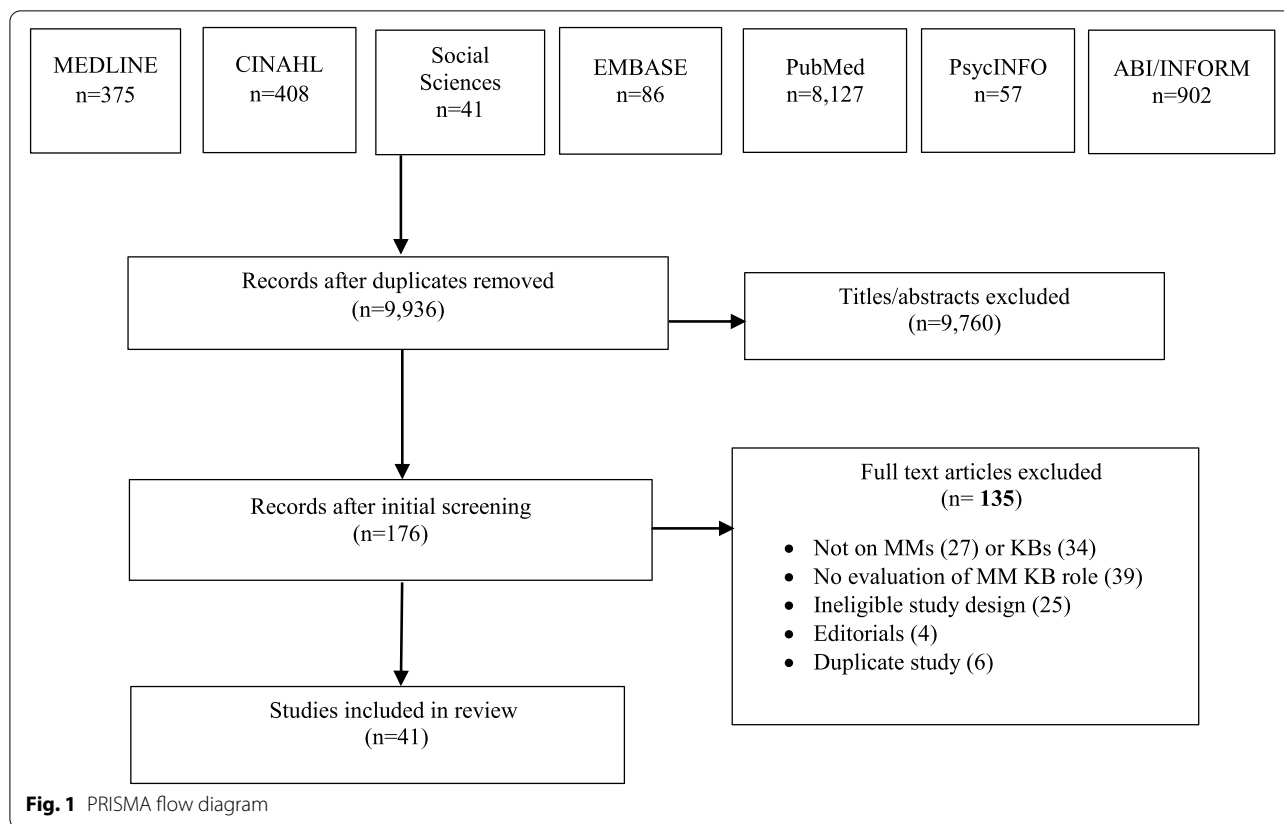 MEDLINE
n=375
CINAHL
n=408
Social
Sciences
n=41
EMBASE
n=86
PubMed
n=8,127
PsycINFO
n=57
ABI/INFORM
n=902
Records after duplicates removed
(n=9,936)
Titles/abstracts excluded
(n=9,760)
Records after initial screening
(n=176)
Full text articles excluded
(n= 135)
• Not on MMs (27) or KBs (34)
• No evaluation of MM KB role (39)
• Ineligible study design (25)
• Editorials (4)
• Duplicate study (6)
Studies included in review
(n=41)
Fig. 1 PRISMA flow diagram